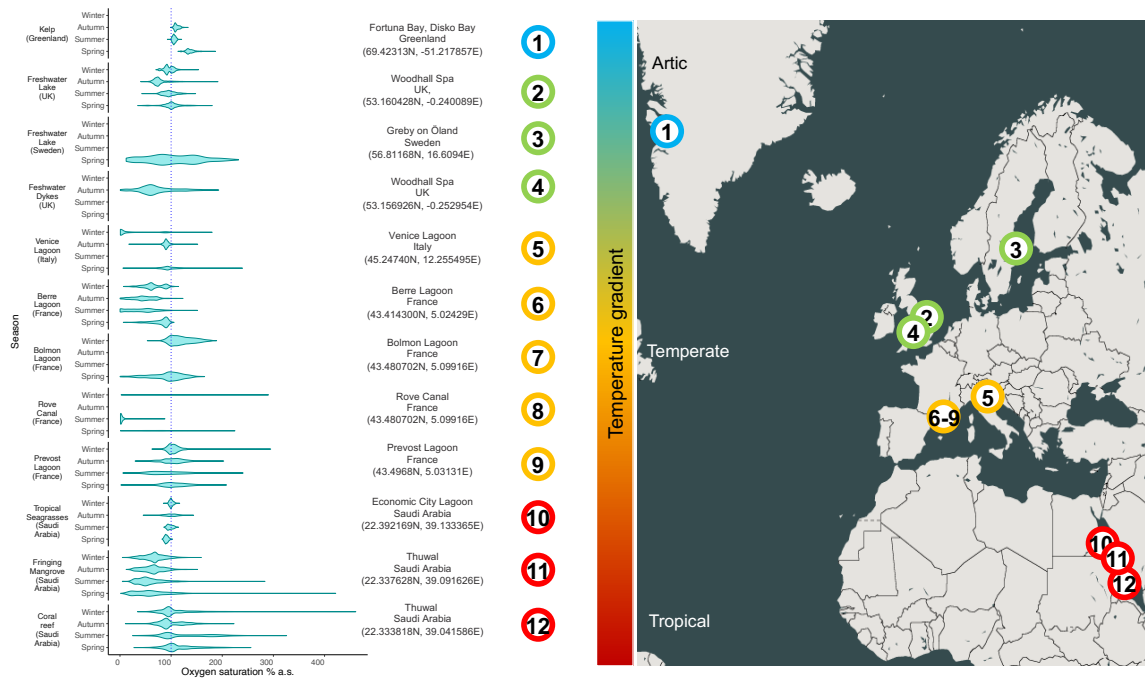 Season
Kelp
(Greenland)
Winter
Autumn
Summer
Spring
Fortuna Bay, Disko Bay
Greenland
(69.42313N, -51.217857E)
1
Freshwater
Lake
(UK)
Winter
Autumn
Summer
Spring
Woodhall Spa
UK,
(53.160428N, -0.240089E)
2
Freshwater
Lake
(Sweden)
Winter
Autumn
Summer
Spring
Greby on Öland
Sweden
(56.81168N, 16.6094E)
3
Feshwater
Dykes
(UK)
Winter
Autumn
Summer
Spring
Woodhall Spa
UK
(53.156926N, -0.252954E)
4
Venice
Lagoon
(Italy)
Winter
Autumn
Summer
Spring
Venice Lagoon
Italy
(45.24740N, 12.255495E)
5
Berre
Lagoon
(France)
Winter
Autumn
Summer
Spring
Berre Lagoon
France
(43.414300N, 5.02429E)
6
Bolmon
Lagoon
(France)
Winter
Autumn
Summer
Spring
Bolmon Lagoon
France
(43.480702N, 5.09916E)
7
Rove
Canal
(France)
Winter
Autumn
Summer
Spring
Rove Canal
France
(43.480702N, 5.09916E)
8
Prevost
Lagoon
(France)
Winter
Autumn
Summer
Spring
Prevost Lagoon
France
(43.4968N, 5.03131E)
9
Tropical
Seagrasses
(Saudi
Arabia)
Winter
Autumn
Summer
Spring
Economic City Lagoon
Saudi Arabia
(22.392169N, 39.133365E)
10
Fringing
Mangrove
(Saudi
Arabia)
Winter
Autumn
Summer
Spring
Thuwal
Saudi Arabia
(22.337628N, 39.091626E)
11
Coral
reef
(Saudi
Arabia)
Winter
Autumn
Summer
Spring
Thuwal
Saudi Arabia
(22.333818N, 39.041586E)
12
0 100 200 300 400
Oxygen saturation % a.s.
Temperature gradient
Artic
Temperate
Tropical
1
3
2
4
5
6-9
10
11
12